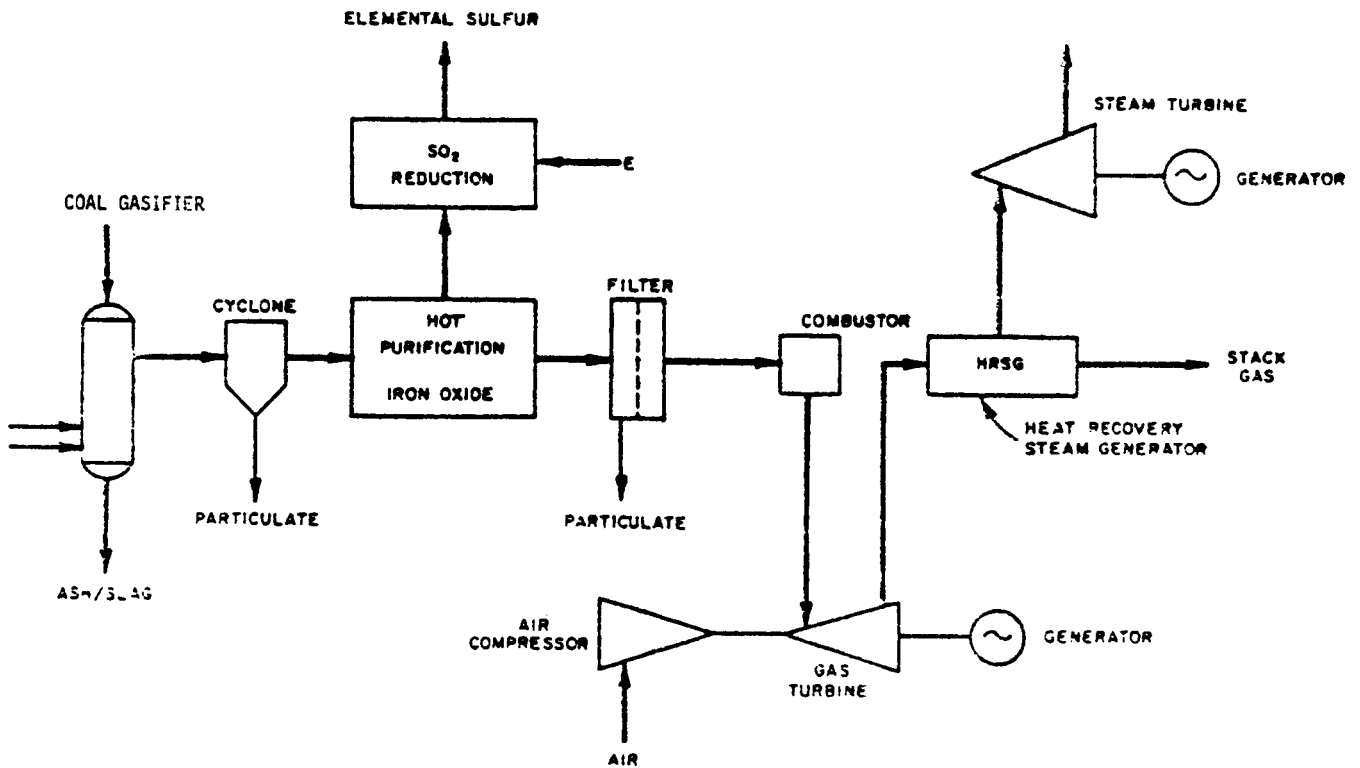 ELEMENTAL SULFUR
SO₂
REDUCTION
E
STEAM TURBINE
GENERATOR
COAL GASIFIER
CYCLONE
HOT
PURIFICATION
IRON OXIDE
FILTER
COMBUSTOR
HRSG
STACK
GAS
HEAT RECOVERY
STEAM GENERATOR
PARTICULATE
PARTICULATE
ASH/SLAG
AIR
COMPRESSOR
GAS
TURBINE
GENERATOR
AIR